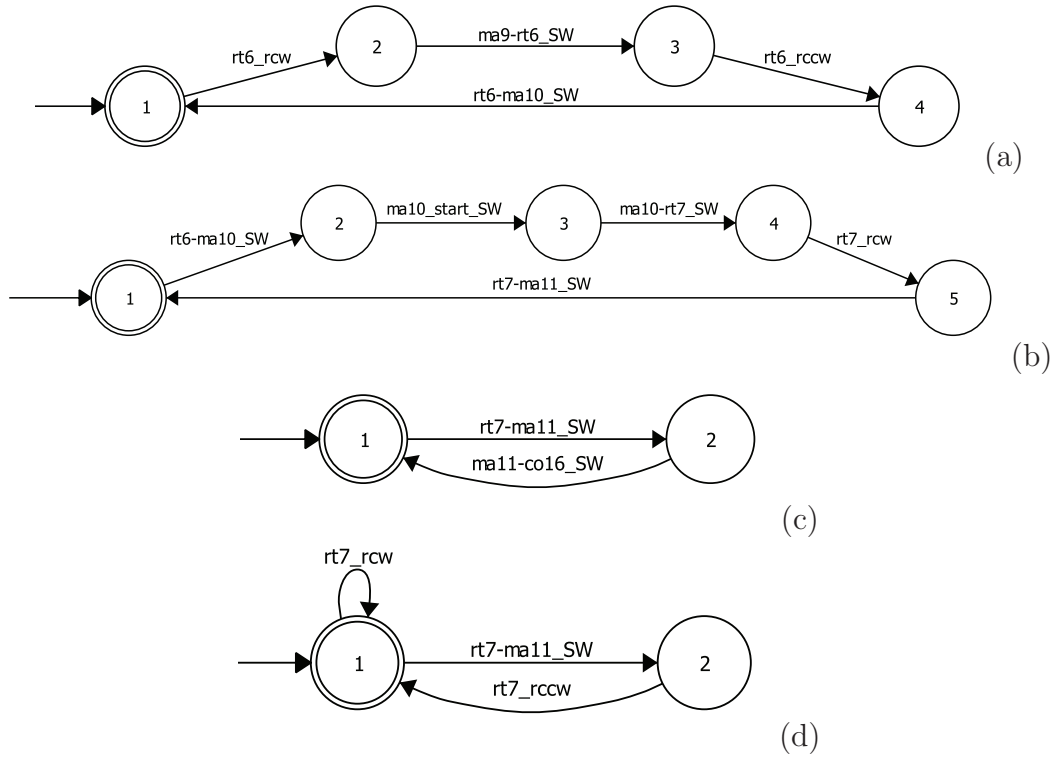 2
ma9-rt6_SW
3
rt6_rcw
rt6_rccw
1
rt6-ma10_SW
4
(a)
2
ma10_start_SW
3
ma10-rt7_SW
4
rt6-ma10_SW
rt7_rcw
1
rt7-ma11_SW
5
(b)
1
rt7-ma11_SW
2
ma11-co16_SW
(c)
rt7_rcw
1
rt7-ma11_SW
2
rt7_rccw
(d)